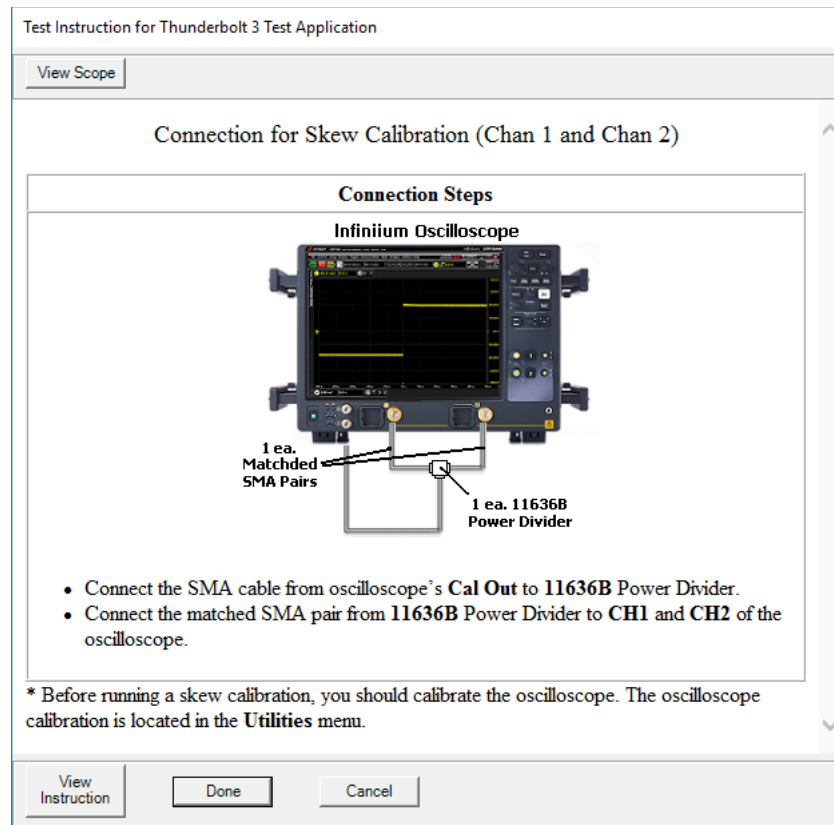 Test Instruction for Thunderbolt 3 Test Application
View Scope
Connection for Skew Calibration (Chan 1 and Chan 2)
Connection Steps
Infiniium Oscilloscope
1 ea.
Matchded
SMA Pairs
1 ea. 11636B
Power Divider
• Connect the SMA cable from oscilloscope's Cal Out to 11636B Power Divider.
• Connect the matched SMA pair from 11636B Power Divider to CH1 and CH2 of the
oscilloscope.
* Before running a skew calibration, you should calibrate the oscilloscope. The oscilloscope
calibration is located in the Utilities menu.
View
Instruction
Done
Cancel